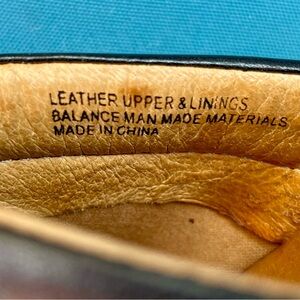 LEATHER UPPER & LININGS
BALANCE MAN MADE MATERIALS
MADE IN CHINA